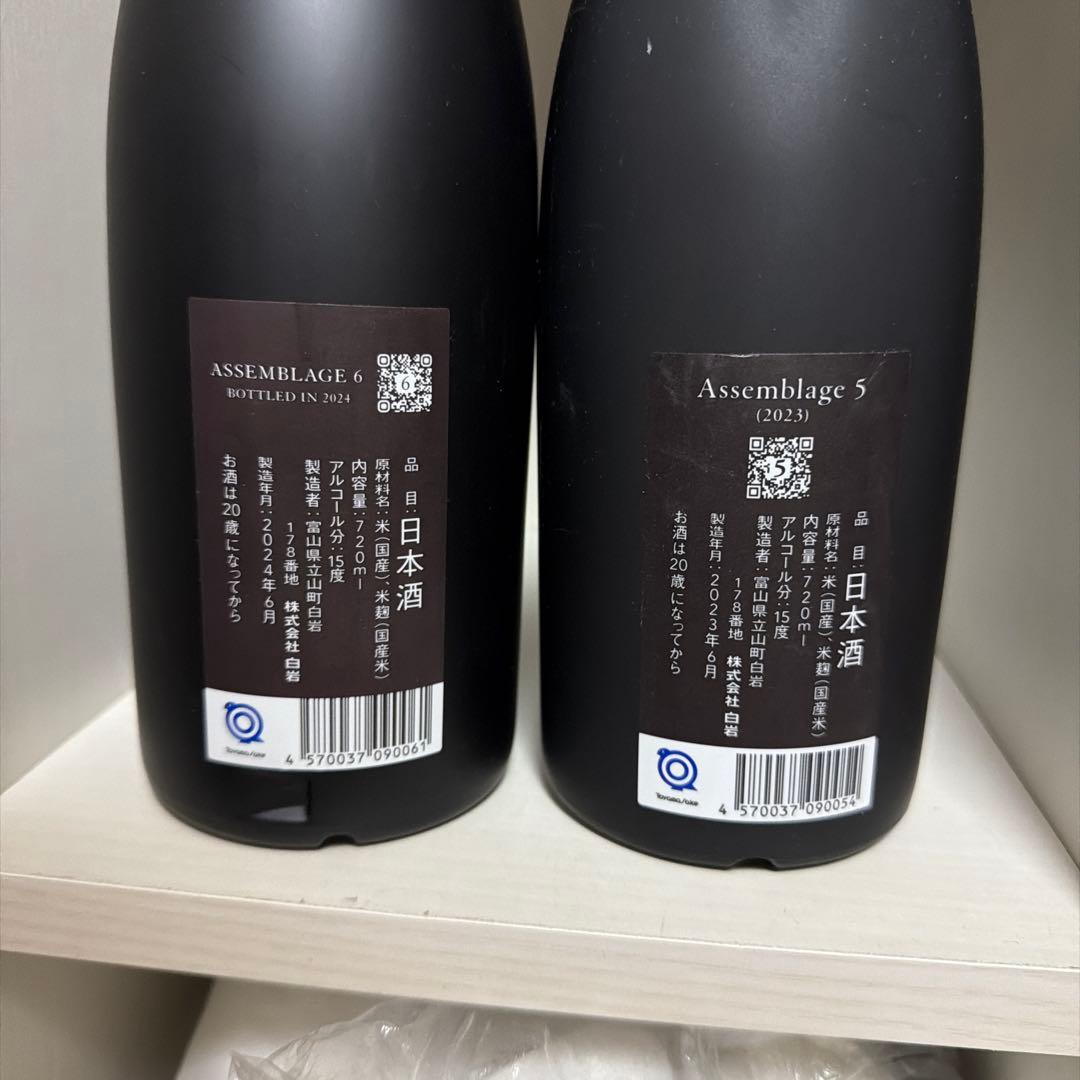 ASSEMBLAGE 6
BOTTLED IN 2024
6
品 目:日本酒
原材料名:米(国産)、米麹(国産米)
内容量:720ml
アルコール分:15度
製造者:富山県立山町白岩
178番地 株式会社 白岩
製造年月:2024年6月
お酒は20歳になってから
Toyama/ake
4 570037 090061
Assemblage 5
(2023)
5
品 目:日本酒
原材料名:米(国産)、米麹(国産米)
内容量:720ml
アルコール分:15度
製造者:富山県立山町白岩
178番地 株式会社 白岩
製造年月:2023年6月
お酒は20歳になってから
Toyama/ake
4 570037 090054